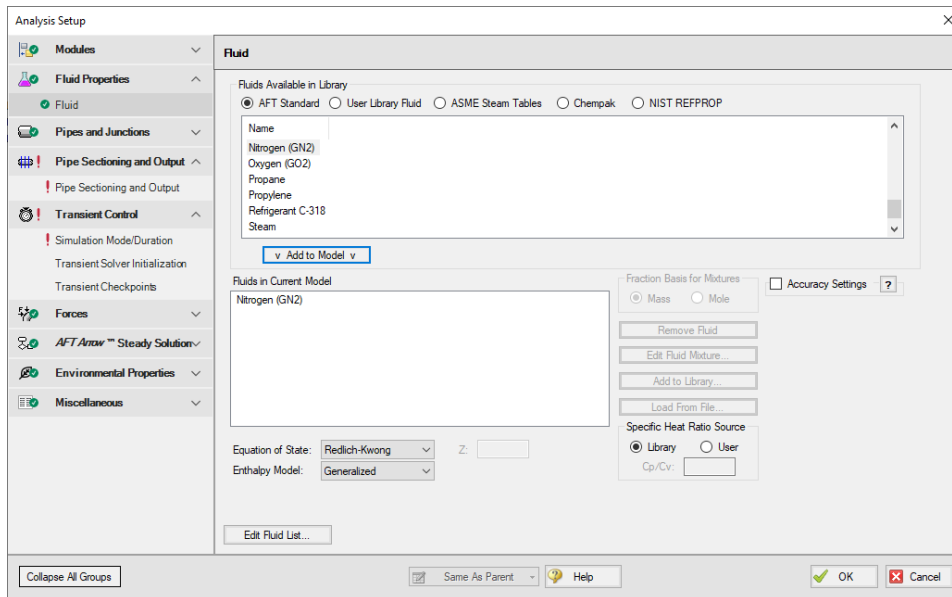 Analysis Setup
Modules
Fluid Properties
Fluid
Pipes and Junctions
Pipe Sectioning and Output
Pipe Sectioning and Output
Transient Control
Simulation Mode/Duration
Transient Solver Initialization
Transient Checkpoints
Forces
AFT Arrow ™ Steady Solution
Environmental Properties
Miscellaneous
Fluid
Fluids Available in Library
AFT Standard User Library Fluid ASME Steam Tables Chempak NIST REFPROP
Name
Nitrogen (GN2)
Oxygen (GO2)
Propane
Propylene
Refrigerant C-318
Steam
v Add to Model v
Fluids in Current Model
Nitrogen (GN2)
Fraction Basis for Mixtures
Mass Mole
Accuracy Settings ?
Remove Fluid
Edit Fluid Mixture...
Add to Library...
Load From File...
Specific Heat Ratio Source
Library User
Cp/Cv:
Equation of State: Redlich-Kwong Z:
Enthalpy Model: Generalized
Edit Fluid List...
Collapse All Groups Same As Parent Help OK Cancel